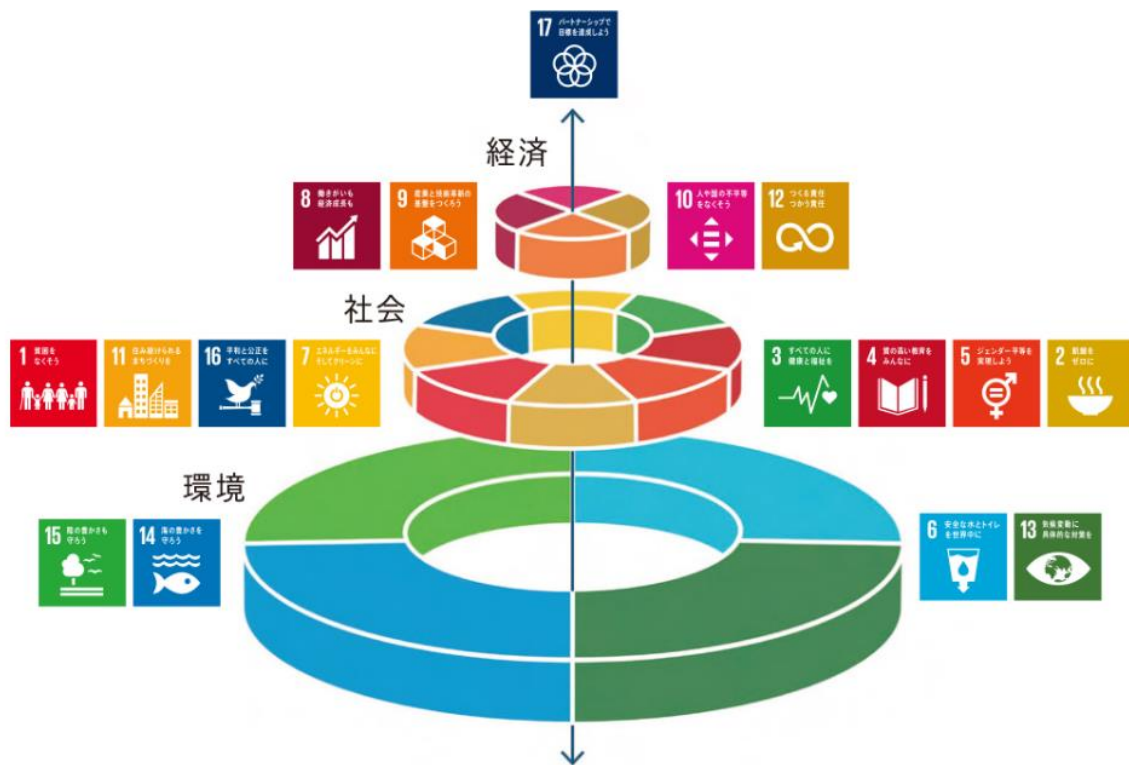 17 パートナーシップで
目標を達成しよう
経済
8 働きがいも
経済成長も
9 産業と技術革新の
基盤をつくろう
10 人や国の不平等
をなくそう
12 つくる責任
つかう責任
社会
1 貧困を
なくそう
11 住み続けられる
まちづくりを
16 平和と公正を
すべての人に
7 エネルギーをみんなに
そしてクリーンに
3 すべての人に
健康と福祉を
4 質の高い教育を
みんなに
5 ジェンダー平等を
実現しよう
2 飢餓を
ゼロに
環境
15 陸の豊かさも
守ろう
14 海の豊かさを
守ろう
6 安全な水とトイレ
を世界中に
13 気候変動に
具体的な対策を